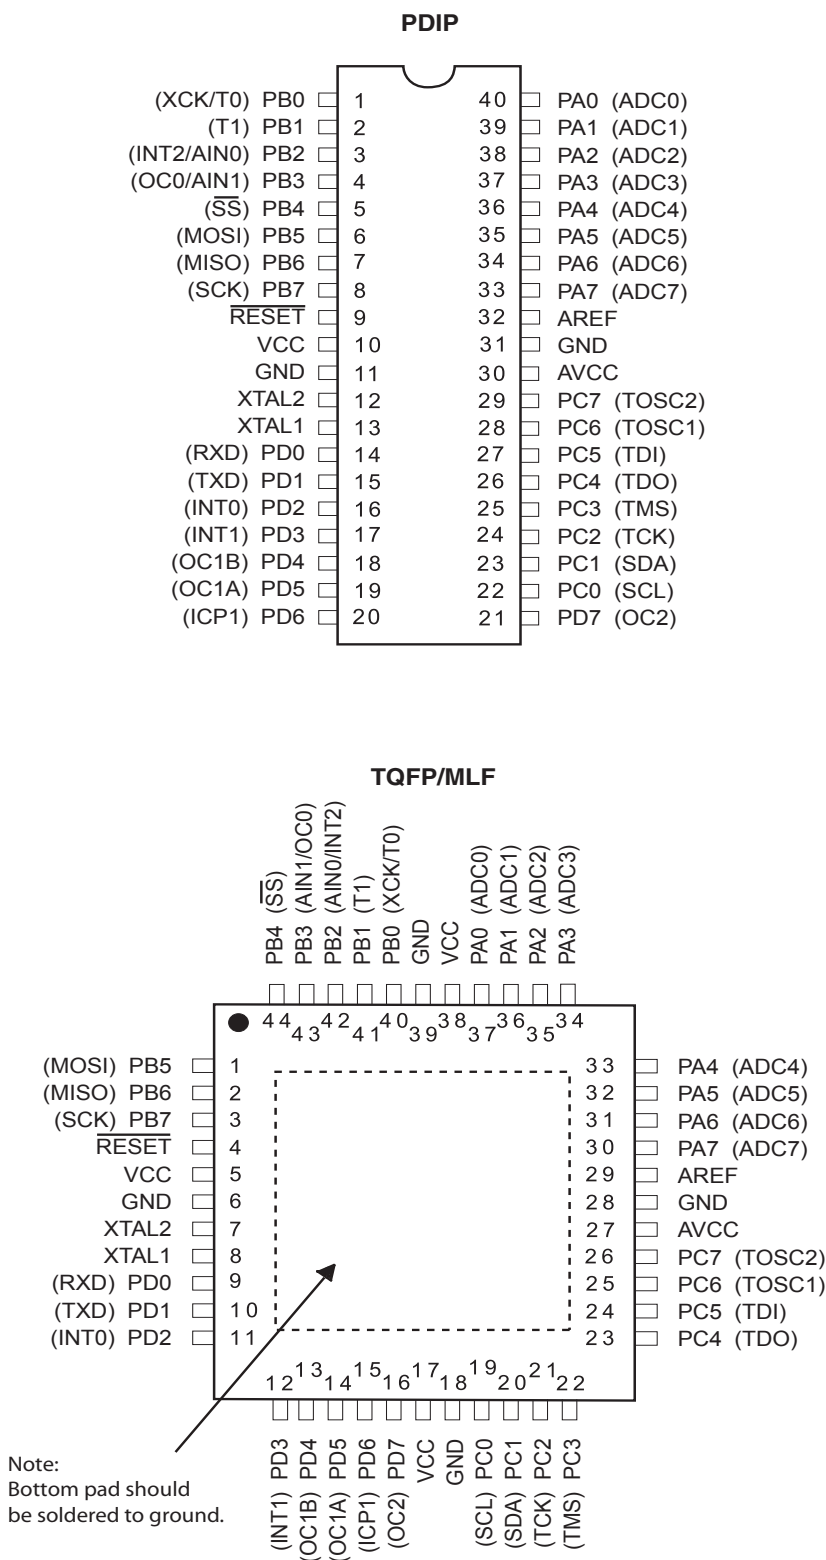 PDIP
(XCK/T0) PB0 1 40 PA0 (ADC0)
(T1) PB1 2 39 PA1 (ADC1)
(INT2/AIN0) PB2 3 38 PA2 (ADC2)
(OC0/AIN1) PB3 4 37 PA3 (ADC3)
(SS) PB4 5 36 PA4 (ADC4)
(MOSI) PB5 6 35 PA5 (ADC5)
(MISO) PB6 7 34 PA6 (ADC6)
(SCK) PB7 8 33 PA7 (ADC7)
RESET 9 32 AREF
VCC 10 31 GND
GND 11 30 AVCC
XTAL2 12 29 PC7 (TOSC2)
XTAL1 13 28 PC6 (TOSC1)
(RXD) PD0 14 27 PC5 (TDI)
(TXD) PD1 15 26 PC4 (TDO)
(INT0) PD2 16 25 PC3 (TMS)
(INT1) PD3 17 24 PC2 (TCK)
(OC1B) PD4 18 23 PC1 (SDA)
(OC1A) PD5 19 22 PC0 (SCL)
(ICP1) PD6 20 21 PD7 (OC2)
TQFP/MLF
PB4 (SS)
PB3 (AIN1/OC0)
PB2 (AIN0/INT2)
PB1 (T1)
PB0 (XCK/T0)
GND
VCC
PA0 (ADC0)
PA1 (ADC1)
PA2 (ADC2)
PA3 (ADC3)
44 43 42 41 40 39 38 37 36 35 34
(MOSI) PB5 1 33 PA4 (ADC4)
(MISO) PB6 2 32 PA5 (ADC5)
(SCK) PB7 3 31 PA6 (ADC6)
RESET 4 30 PA7 (ADC7)
VCC 5 29 AREF
GND 6 28 GND
XTAL2 7 27 AVCC
XTAL1 8 26 PC7 (TOSC2)
(RXD) PD0 9 25 PC6 (TOSC1)
(TXD) PD1 10 24 PC5 (TDI)
(INT0) PD2 11 23 PC4 (TDO)
12 13 14 15 16 17 18 19 20 21 22
(INT1) PD3
(OC1B) PD4
(OC1A) PD5
(ICP1) PD6
(OC2) PD7
VCC
GND
(SCL) PC0
(SDA) PC1
(TCK) PC2
(TMS) PC3
Note:
Bottom pad should
be soldered to ground.